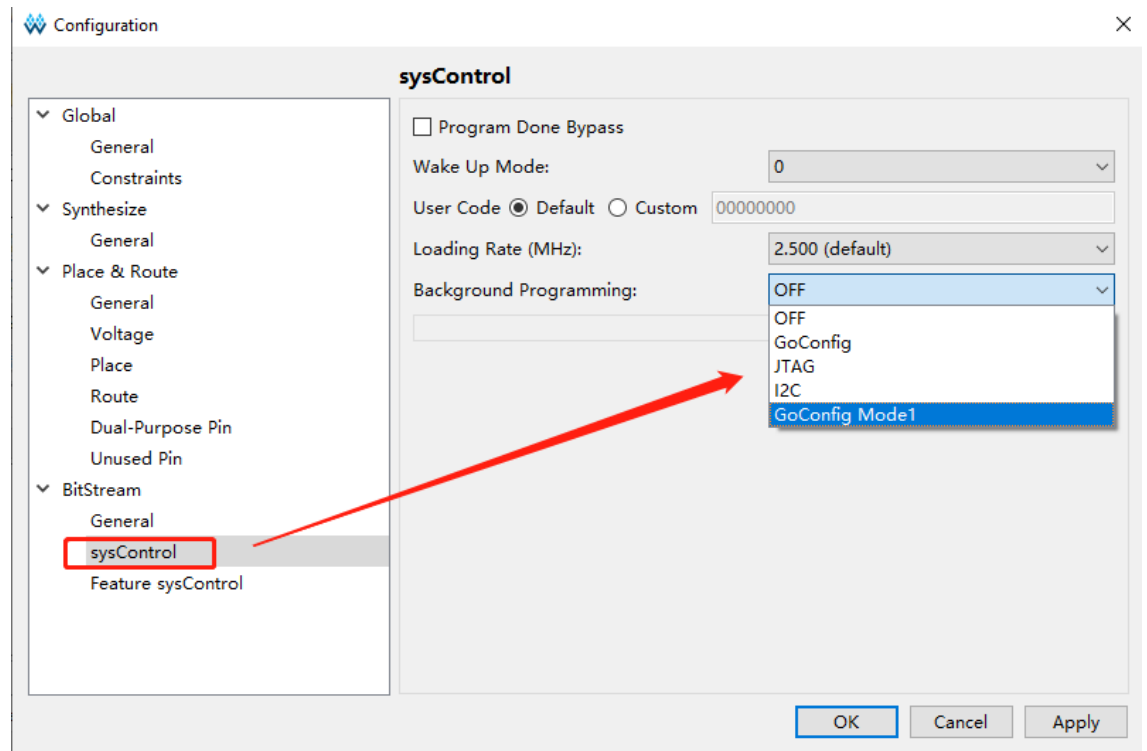 Configuration
sysControl
Global
General
Constraints
Synthesize
General
Place & Route
General
Voltage
Place
Route
Dual-Purpose Pin
Unused Pin
BitStream
General
sysControl
Feature sysControl
Program Done Bypass
Wake Up Mode: 0
User Code Default Custom 00000000
Loading Rate (MHz): 2.500 (default)
Background Programming: OFF
OFF
GoConfig
JTAG
I2C
GoConfig Mode1
OK Cancel Apply